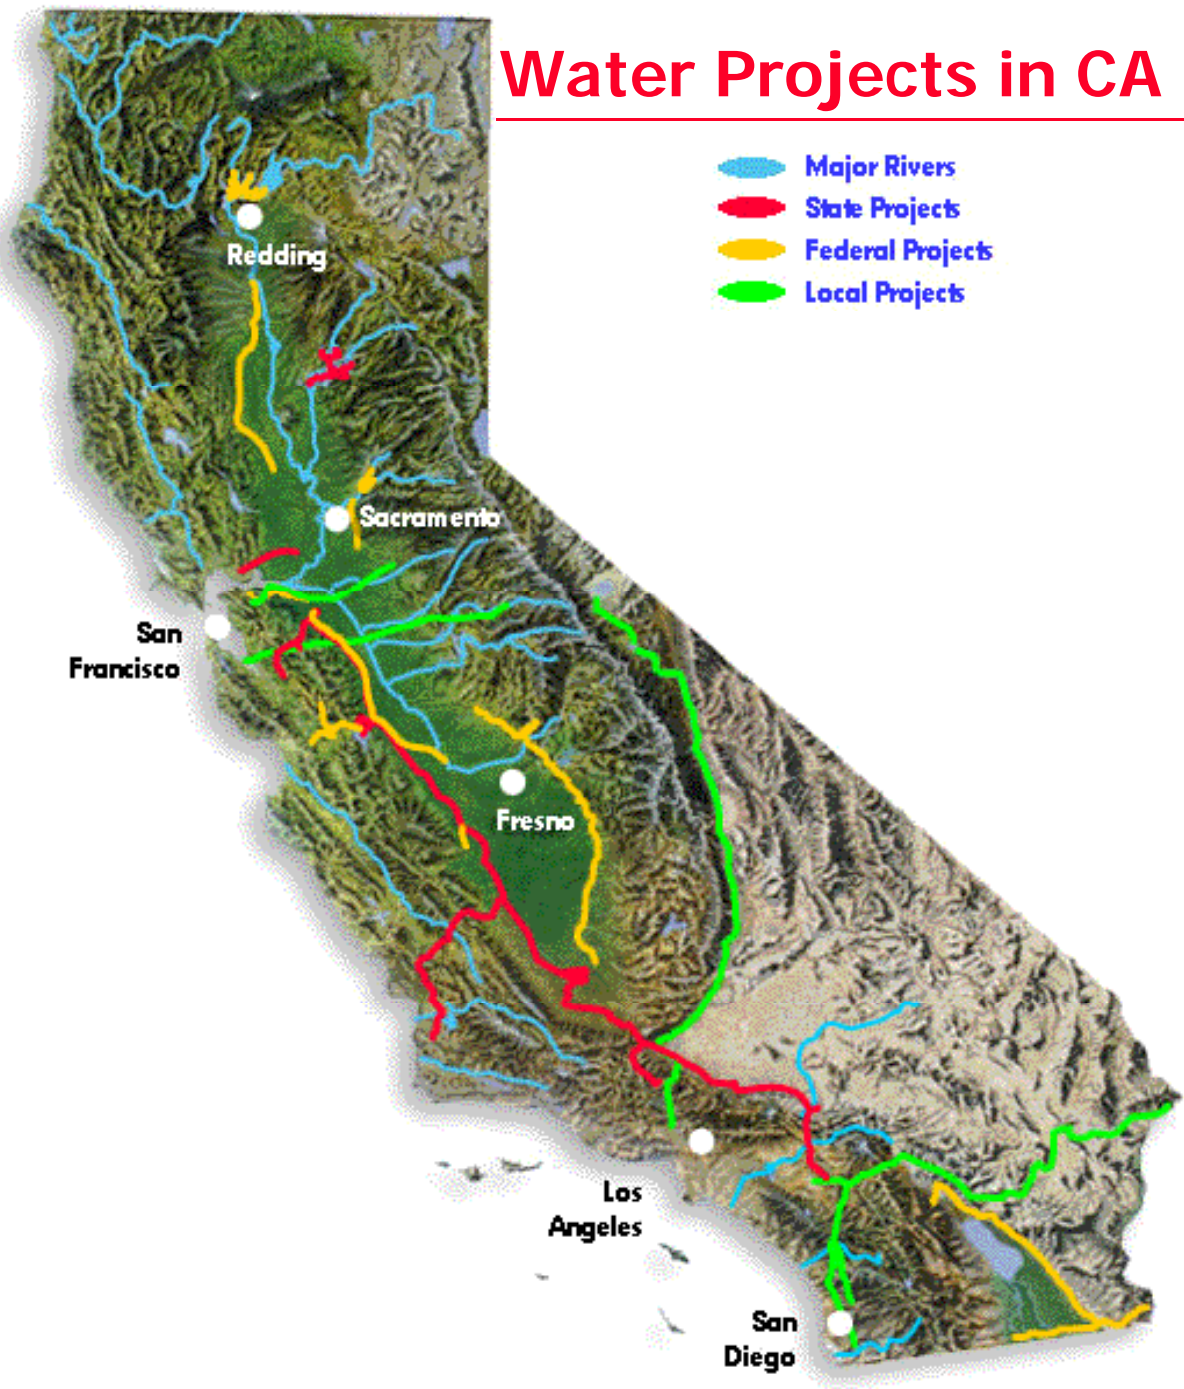 Water Projects in CA
Major Rivers
State Projects
Federal Projects
Local Projects
Redding
Sacramento
San
Francisco
Fresno
Los
Angeles
San
Diego